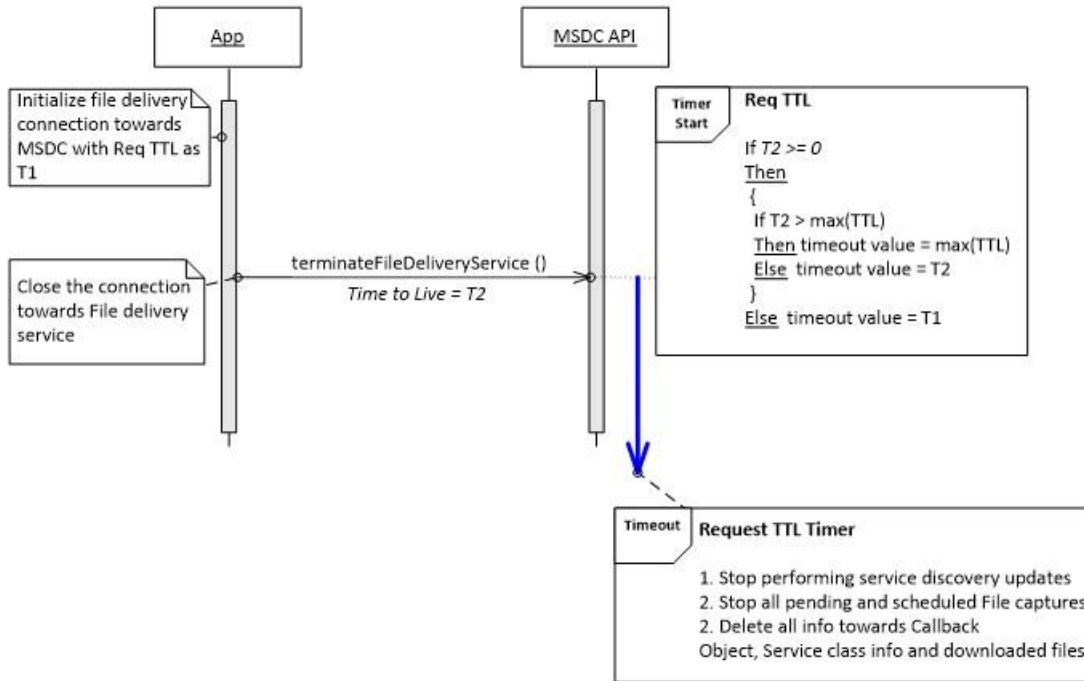 App
MSDC API
Initialize file delivery
connection towards
MSDC with Req TTL as
T1
Timer
Start
Req TTL
If T2 >= 0
Then
{
If T2 > max(TTL)
Then timeout value = max(TTL)
Else timeout value = T2
}
Else timeout value = T1
terminateFileDeliveryService ()
Time to Live = T2
Close the connection
towards File delivery
service
Timeout
Request TTL Timer
1. Stop performing service discovery updates
2. Stop all pending and scheduled File captures
2. Delete all info towards Callback
Object, Service class info and downloaded files